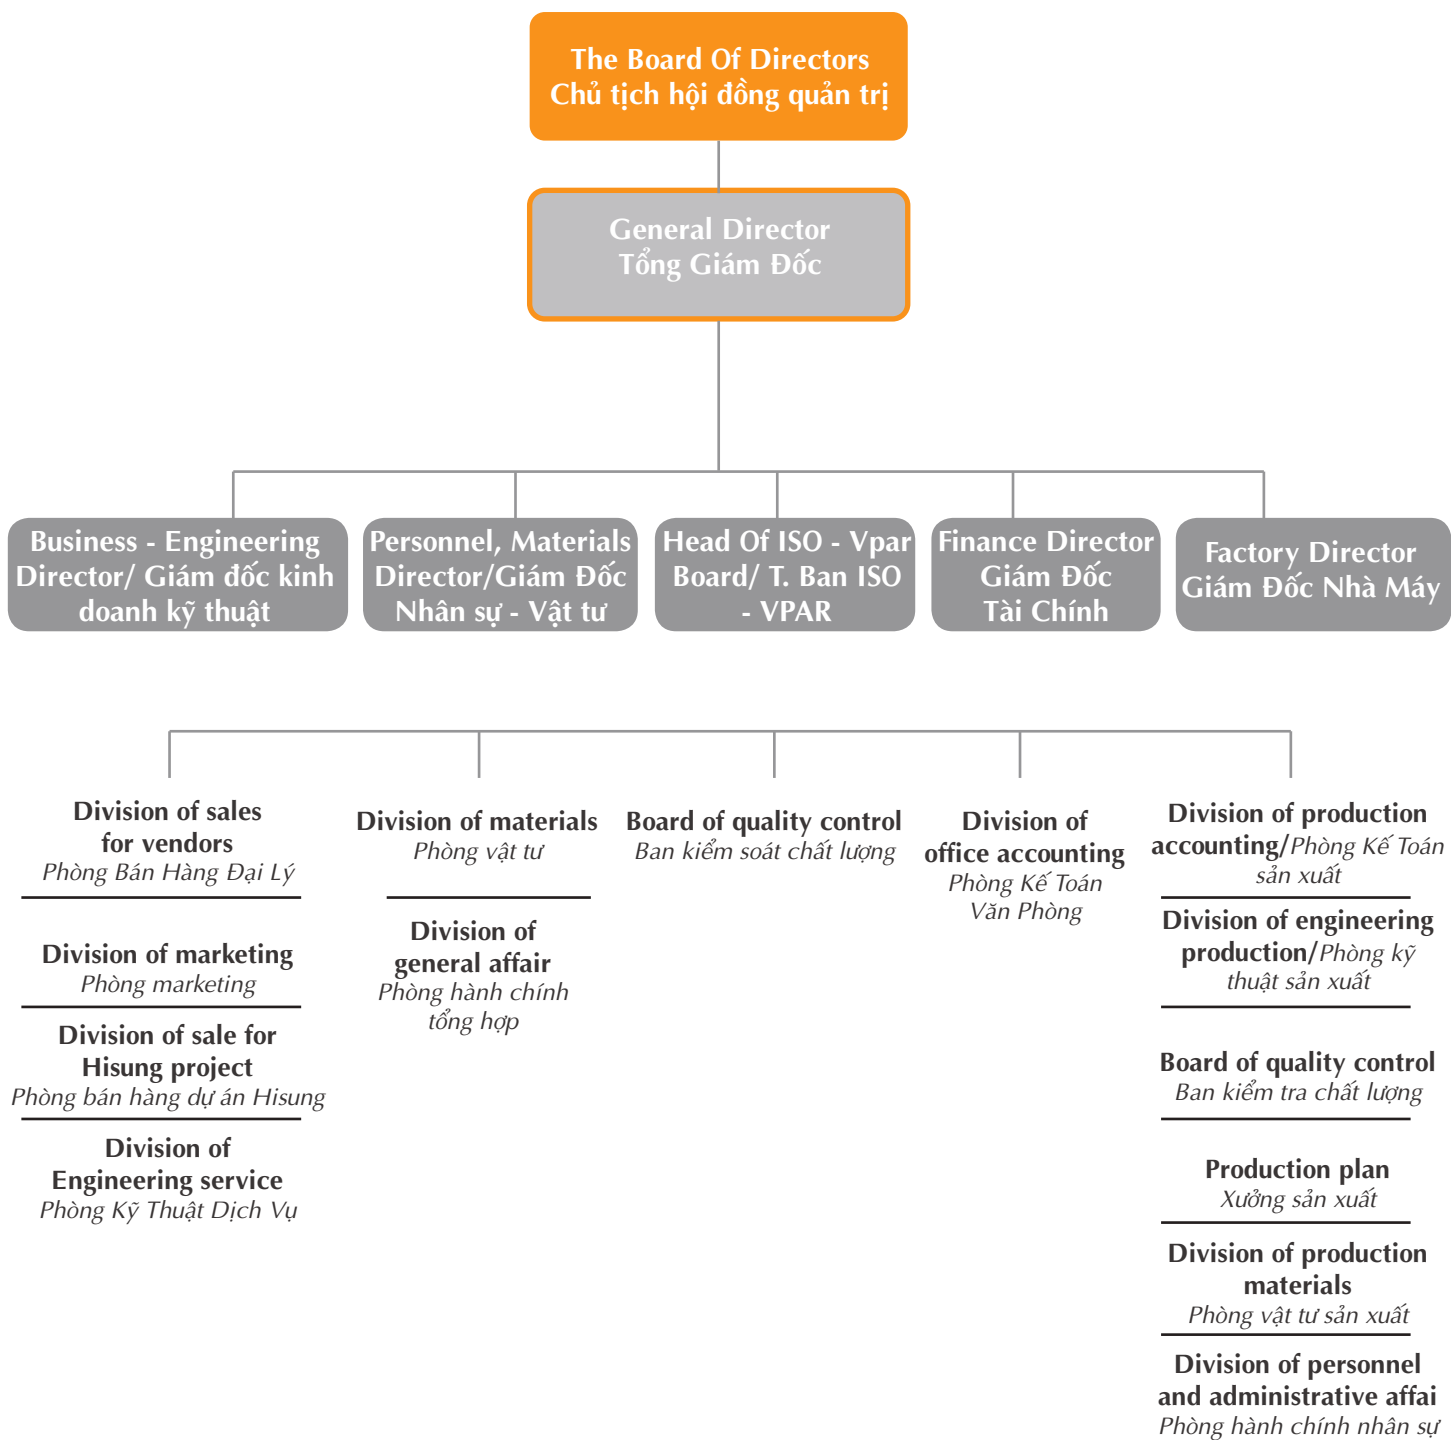 The Board Of Directors
Chủ tịch hội đồng quản trị
General Director
Tổng Giám Đốc
Business - Engineering
Director/ Giám đốc kinh
doanh kỹ thuật
Personnel, Materials
Director/Giám Đốc
Nhân sự - Vật tư
Head Of ISO - Vpar
Board/ T. Ban ISO
- VPAR
Finance Director
Giám Đốc
Tài Chính
Factory Director
Giám Đốc Nhà Máy
Division of sales
for vendors
Phòng Bán Hàng Đại Lý
Division of marketing
Phòng marketing
Division of sale for
Hisung project
Phòng bán hàng dự án Hisung
Division of
Engineering service
Phòng Kỹ Thuật Dịch Vụ
Division of materials
Phòng vật tư
Division of
general affair
Phòng hành chính
tổng hợp
Board of quality control
Ban kiểm soát chất lượng
Division of
office accounting
Phòng Kế Toán
Văn Phòng
Division of production
accounting/Phòng Kế Toán
sản xuất
Division of engineering
production/Phòng kỹ
thuật sản xuất
Board of quality control
Ban kiểm tra chất lượng
Production plan
Xưởng sản xuất
Division of production
materials
Phòng vật tư sản xuất
Division of personnel
and administrative affai
Phòng hành chính nhân sự